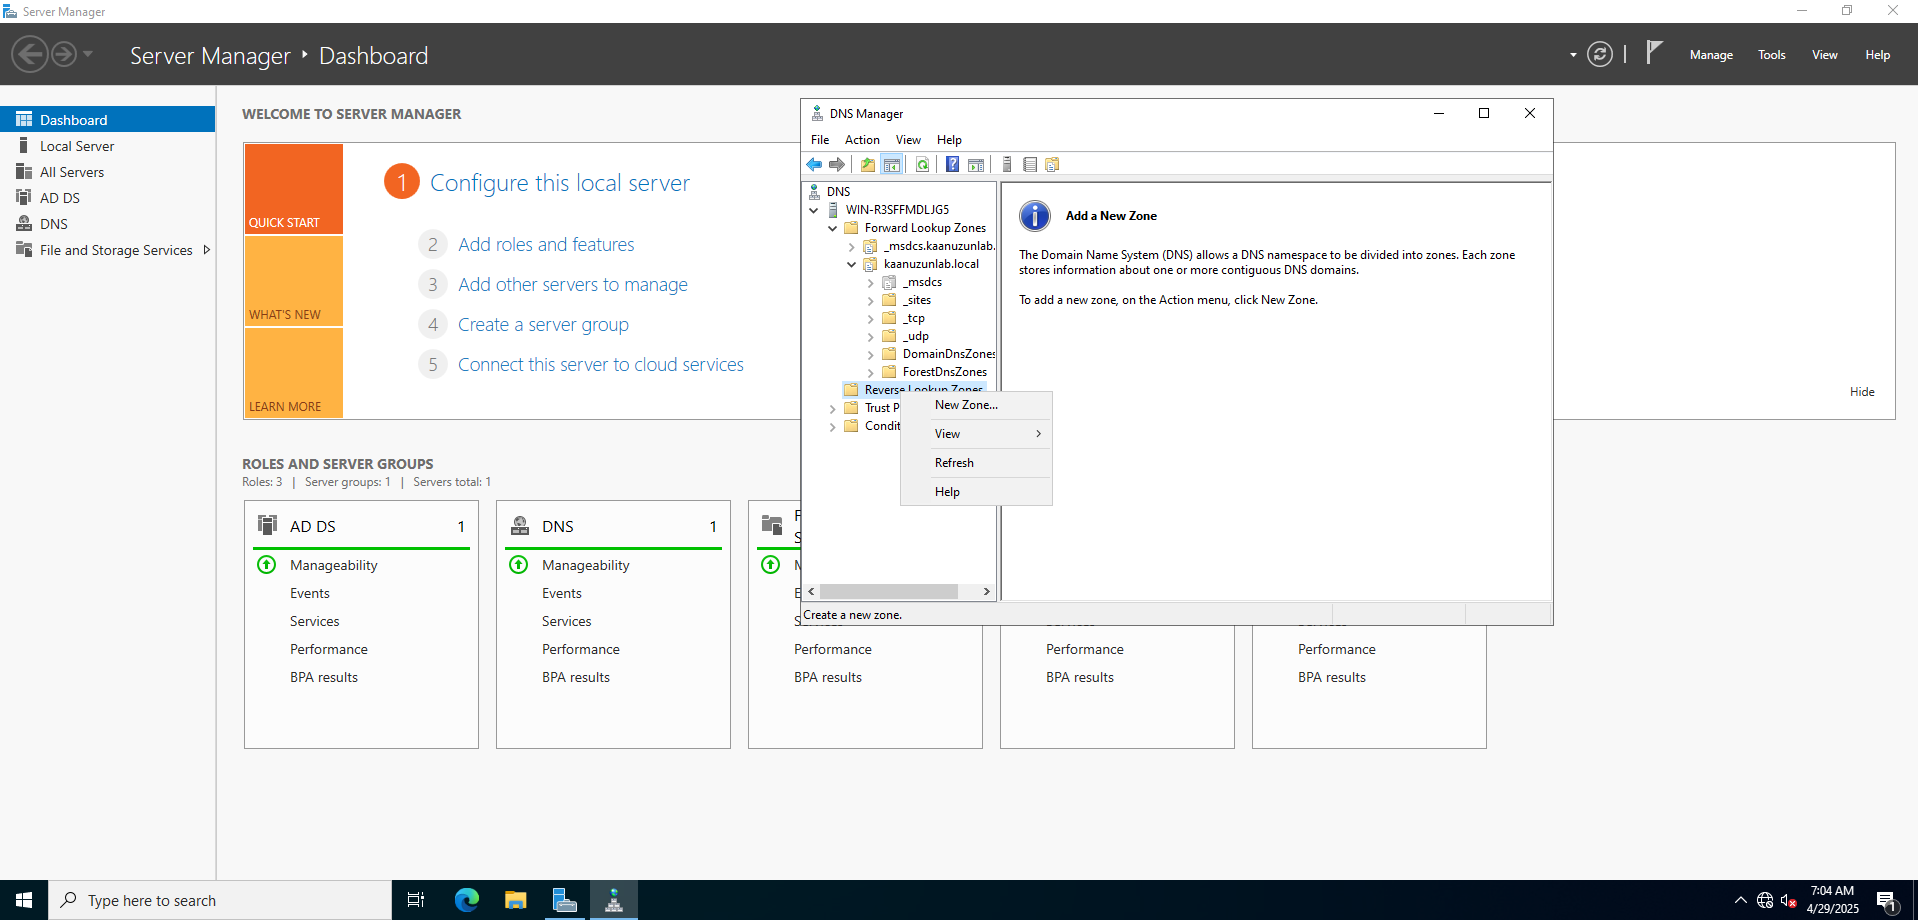 Server Manager
Server Manager ‣ Dashboard
Manage
Tools
View
Help
Dashboard
Local Server
All Servers
AD DS
DNS
File and Storage Services
WELCOME TO SERVER MANAGER
QUICK START
WHAT'S NEW
LEARN MORE
1 Configure this local server
2 Add roles and features
3 Add other servers to manage
4 Create a server group
5 Connect this server to cloud services
Hide
DNS Manager
File
Action
View
Help
DNS
WIN-R3SFFMDLJG5
Forward Lookup Zones
_msdcs.kaanuzunlab.
kaanuzunlab.local
_msdcs
_sites
_tcp
_udp
DomainDnsZones
ForestDnsZones
Reverse Lookup Zones
Trust P
Condit
New Zone...
View
Refresh
Help
Add a New Zone
The Domain Name System (DNS) allows a DNS namespace to be divided into zones. Each zone
stores information about one or more contiguous DNS domains.
To add a new zone, on the Action menu, click New Zone.
Create a new zone.
ROLES AND SERVER GROUPS
Roles: 3 | Server groups: 1 | Servers total: 1
AD DS 1
Manageability
Events
Services
Performance
BPA results
DNS 1
Manageability
Events
Services
Performance
BPA results
F
S
M
E
Performance
BPA results
Performance
BPA results
Performance
BPA results
Type here to search
7:04 AM
4/29/2025
1